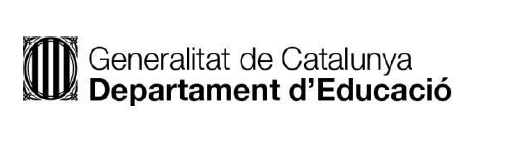 Generalitat de Catalunya
Departament d'Educació